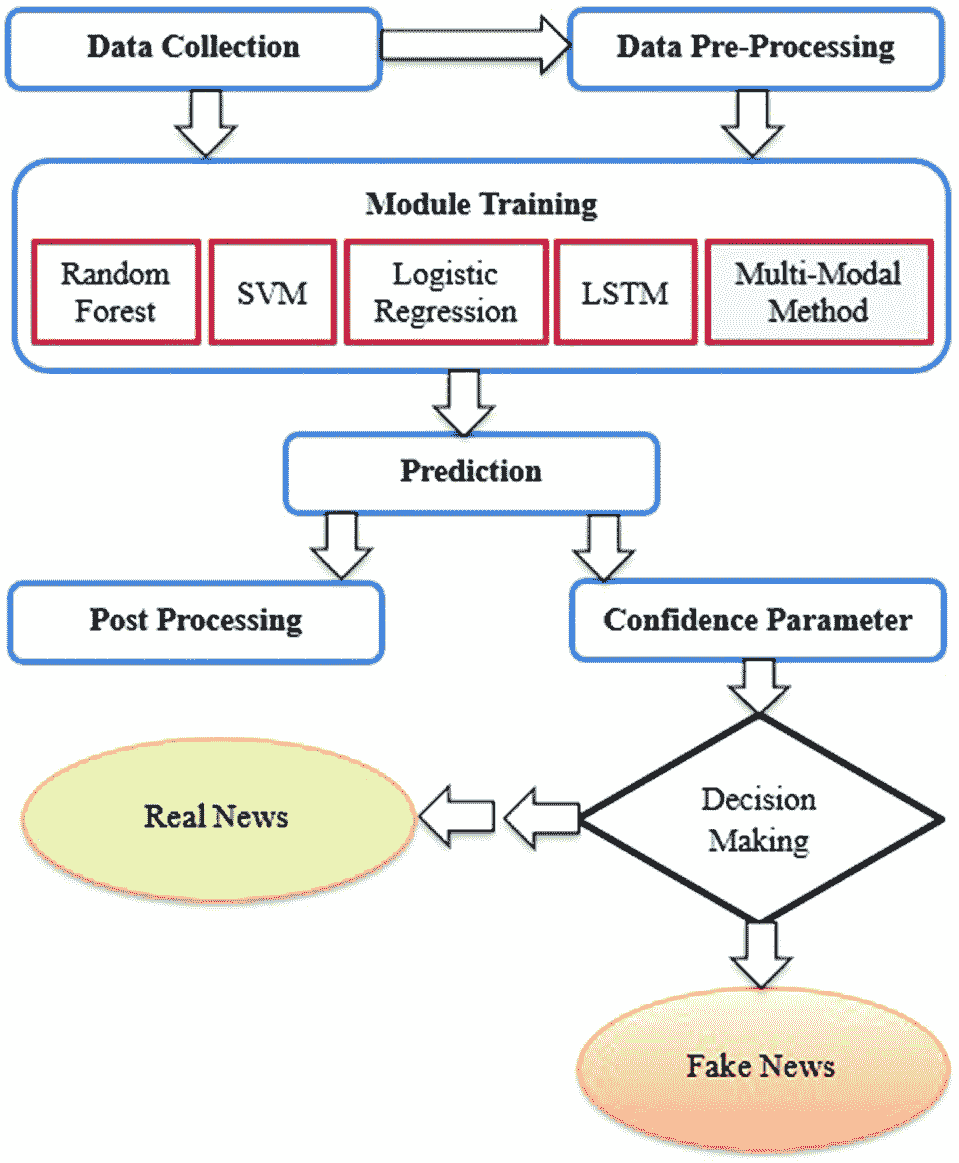 Data Collection
Data Pre-Processing
Module Training
Random
Forest
SVM
Logistic
Regression
LSTM
Multi-Modal
Method
Prediction
Post Processing
Confidence Parameter
Decision
Making
Real News
Fake News